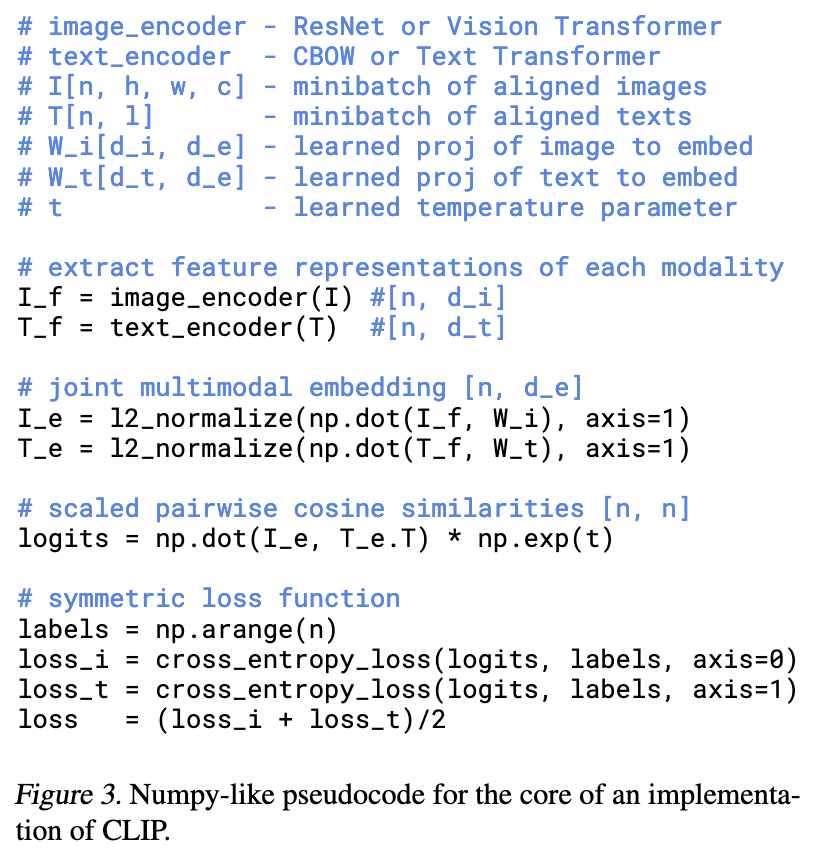 # image_encoder - ResNet or Vision Transformer
# text_encoder  - CBOW or Text Transformer
# I[n, h, w, c] - minibatch of aligned images
# T[n, l]       - minibatch of aligned texts
# W_i[d_i, d_e] - learned proj of image to embed
# W_t[d_t, d_e] - learned proj of text to embed
# t             - learned temperature parameter

# extract feature representations of each modality
I_f = image_encoder(I) #[n, d_i]
T_f = text_encoder(T)  #[n, d_t]

# joint multimodal embedding [n, d_e]
I_e = l2_normalize(np.dot(I_f, W_i), axis=1)
T_e = l2_normalize(np.dot(T_f, W_t), axis=1)

# scaled pairwise cosine similarities [n, n]
logits = np.dot(I_e, T_e.T) * np.exp(t)

# symmetric loss function
labels = np.arange(n)
loss_i = cross_entropy_loss(logits, labels, axis=0)
loss_t = cross_entropy_loss(logits, labels, axis=1)
loss   = (loss_i + loss_t)/2

Figure 3. Numpy-like pseudocode for the core of an implementa-
tion of CLIP.